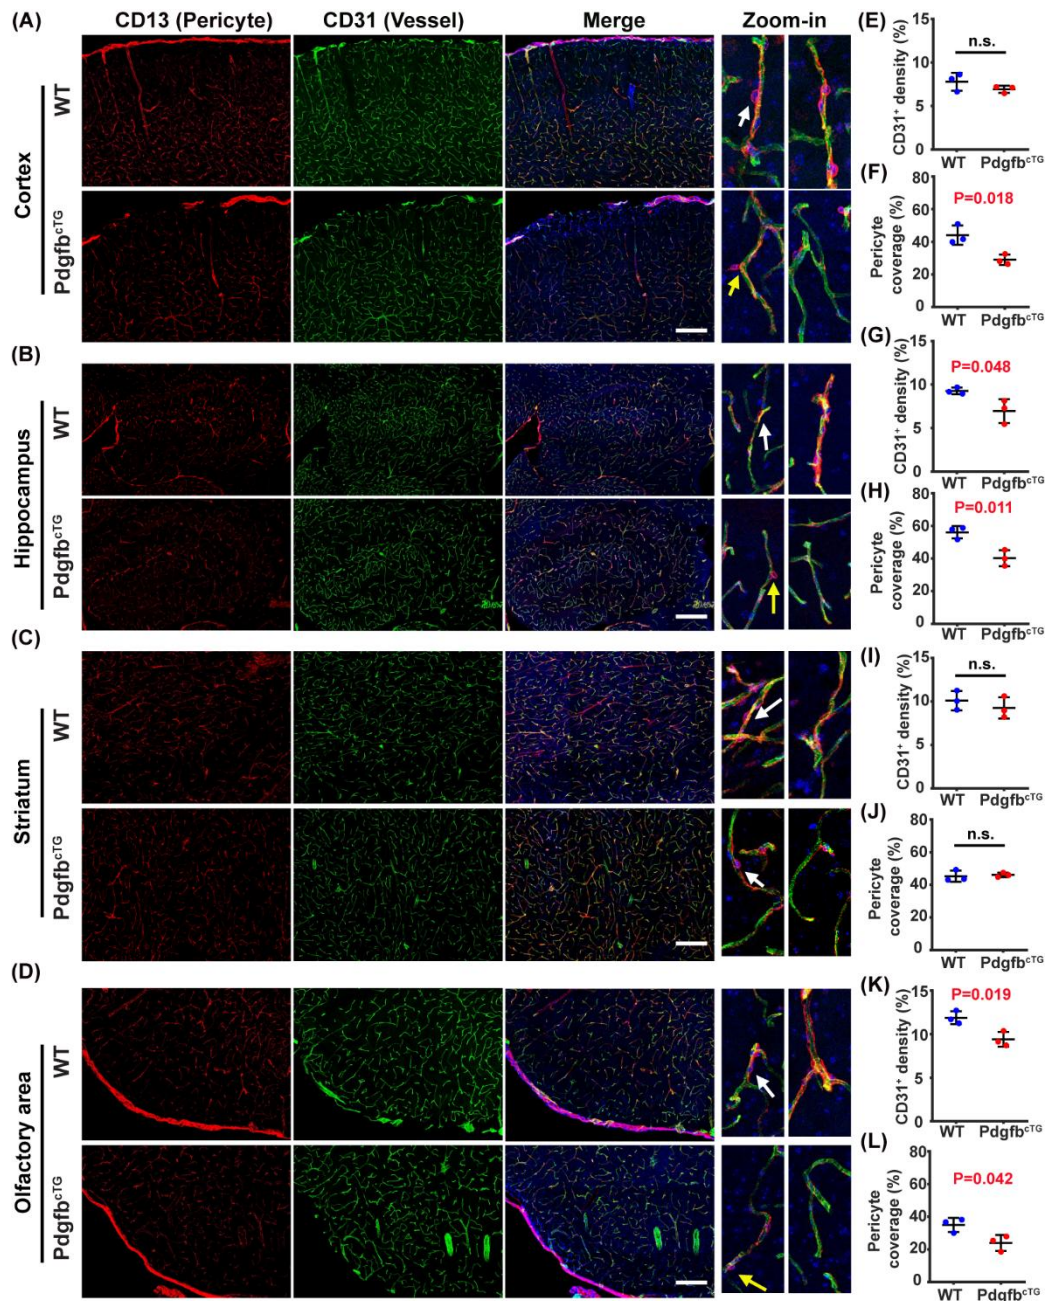 (A)
CD13 (Pericyte) CD31 (Vessel) Merge Zoom-in
Cortex
WT
Pdgfb^cTG
(B)
Hippocampus
WT
Pdgfb^cTG
(C)
Striatum
WT
Pdgfb^cTG
(D)
Olfactory area
WT
Pdgfb^cTG
(E)
CD31⁺ density (%)
15
10
5
0
n.s.
WT Pdgfb^cTG
(F)
Pericyte
coverage (%)
80
60
40
20
0
P=0.018
WT Pdgfb^cTG
(G)
CD31⁺ density (%)
15
10
5
0
P=0.048
WT Pdgfb^cTG
(H)
Pericyte
coverage (%)
80
60
40
20
0
P=0.011
WT Pdgfb^cTG
(I)
CD31⁺ density (%)
15
10
5
0
n.s.
WT Pdgfb^cTG
(J)
Pericyte
coverage (%)
80
60
40
20
0
n.s.
WT Pdgfb^cTG
(K)
CD31⁺ density (%)
15
10
5
0
P=0.019
WT Pdgfb^cTG
(L)
Pericyte
coverage (%)
80
60
40
20
0
P=0.042
WT Pdgfb^cTG